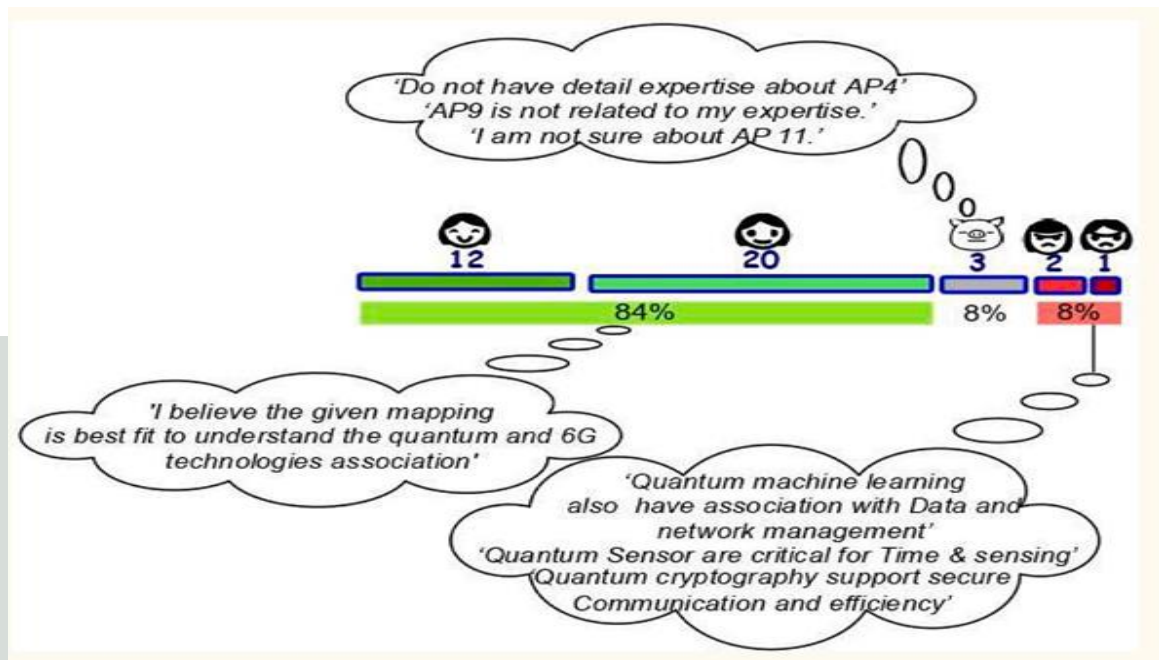 ‘Do not have detail expertise about AP4’
‘AP9 is not related to my expertise.’
‘I am not sure about AP 11.’
12
20
3
2
1
84%
8%
8%
'I believe the given mapping
is best fit to understand the quantum and 6G
technologies association'
‘Quantum machine learning
also have association with Data and
network management’
‘Quantum Sensor are critical for Time & sensing’
‘Quantum cryptography support secure
Communication and efficiency’